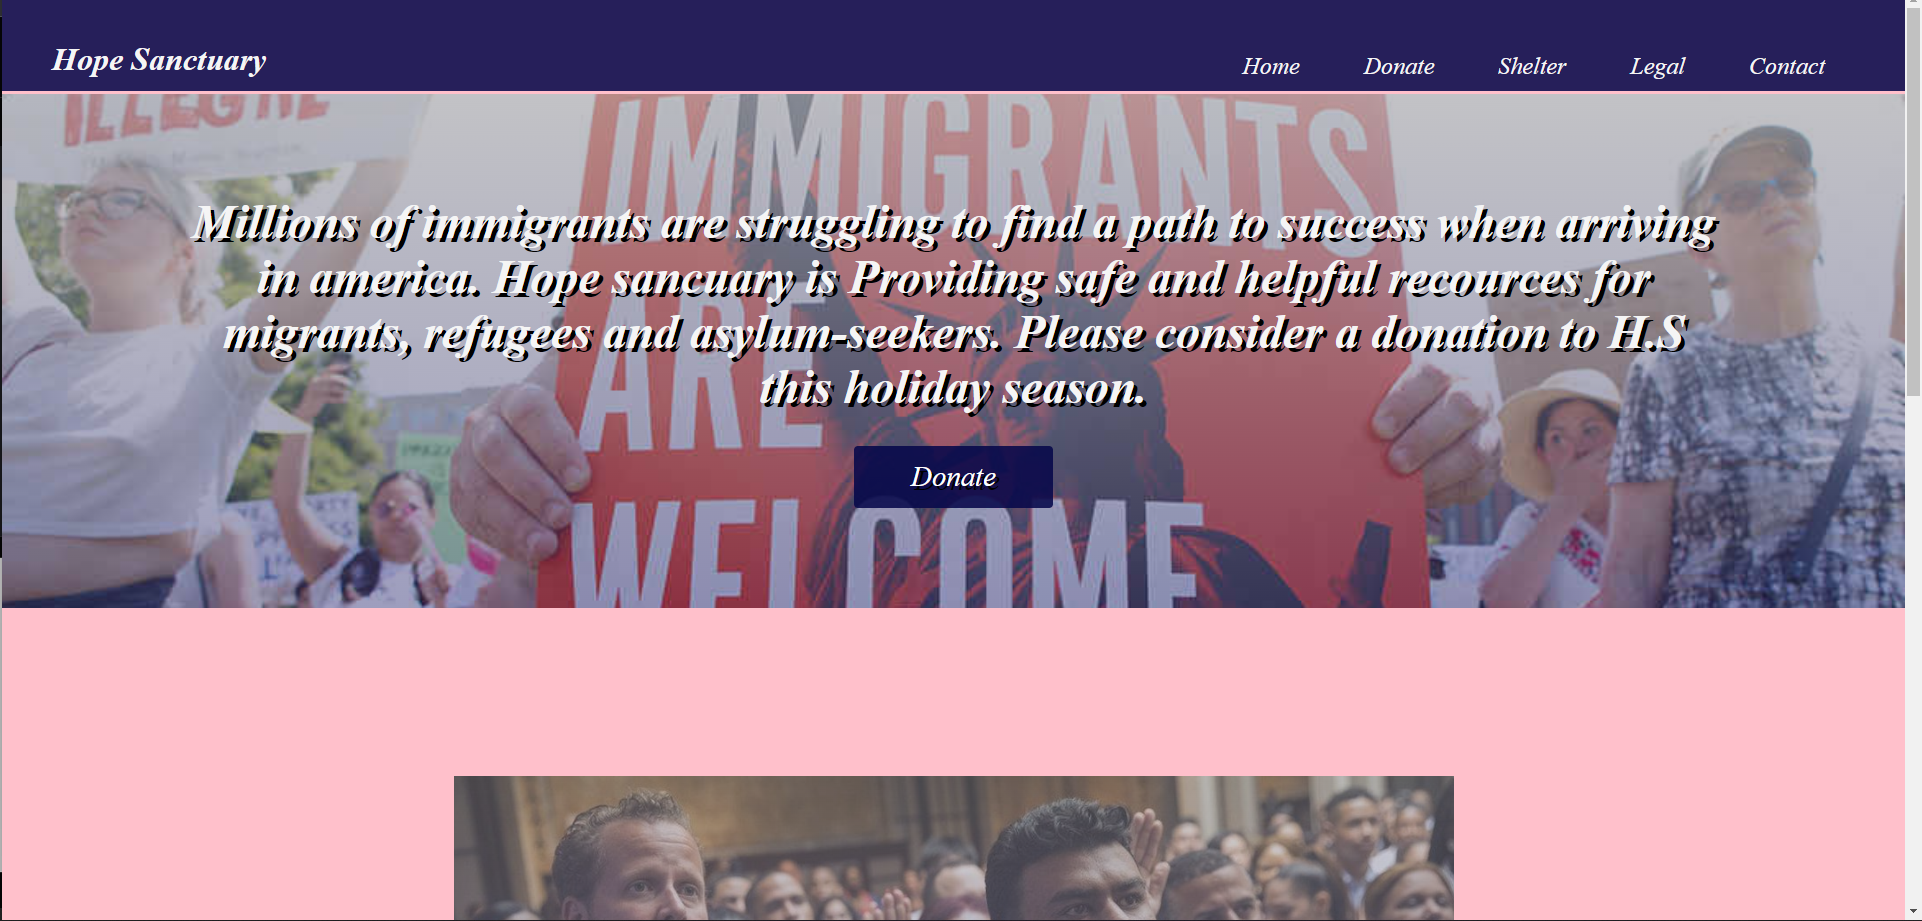 Hope Sanctuary
Home Donate Shelter Legal Contact
ILLEGAL
IMMIGRANTS
ARE
WELCOME
Millions of immigrants are struggling to find a path to success when arriving
in america. Hope sancuary is Providing safe and helpful recources for
migrants, refugees and asylum-seekers. Please consider a donation to H.S
this holiday season.
Donate